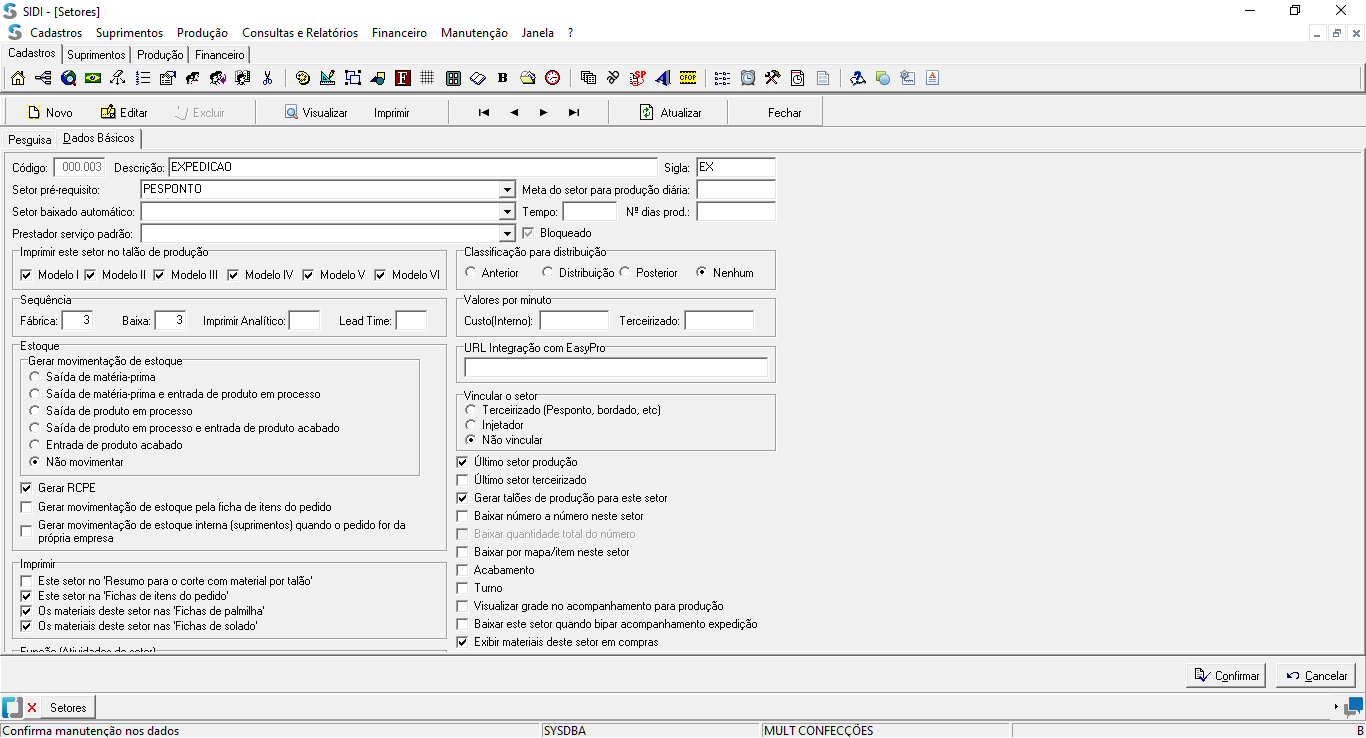 SIDI - [Setores]
Cadastros Suprimentos Produção Consultas e Relatórios Financeiro Manutenção Janela ?
Cadastros Suprimentos Produção Financeiro
Novo Editar Excluir Visualizar Imprimir Atualizar Fechar
Pesguisa Dados Básicos
Código: 000.003 Descrição: EXPEDICAO Sigla: EX
Setor pré-requisito: PESPONTO Meta do setor para produção diária:
Setor baixado automático: Tempo: Nº dias prod.:
Prestador serviço padrão: Bloqueado
Imprimir este setor no talão de produção
Modelo I Modelo II Modelo III Modelo IV Modelo V Modelo VI
Classificação para distribuição
Anterior Distribuição Posterior Nenhum
Sequência
Fábrica: 3 Baixa: 3 Imprimir Analítico: Lead Time:
Valores por minuto
Custo(Interno): Terceirizado:
Estoque
Gerar movimentação de estoque
Saída de matéria-prima
Saída de matéria-prima e entrada de produto em processo
Saída de produto em processo
Saída de produto em processo e entrada de produto acabado
Entrada de produto acabado
Não movimentar
Gerar RCPE
Gerar movimentação de estoque pela ficha de itens do pedido
Gerar movimentação de estoque interna (suprimentos) quando o pedido for da
própria empresa
Imprimir
Este setor no 'Resumo para o corte com material por talão'
Este setor na 'Fichas de itens do pedido'
Os materiais deste setor nas 'Fichas de palmilha'
Os materiais deste setor nas 'Fichas de solado'
Função (Atividades do setor)
URL Integração com EasyPro
Vincular o setor
Terceirizado (Pesponto, bordado, etc)
Injetador
Não vincular
Último setor produção
Último setor terceirizado
Gerar talões de produção para este setor
Baixar número a número neste setor
Baixar quantidade total do número
Baixar por mapa/item neste setor
Acabamento
Turno
Visualizar grade no acompanhamento para produção
Baixar este setor quando bipar acompanhamento expedição
Exibir materiais deste setor em compras
Confirmar Cancelar
Setores
Confirma manutenção nos dados SYSDBA MULT CONFECÇÕES B